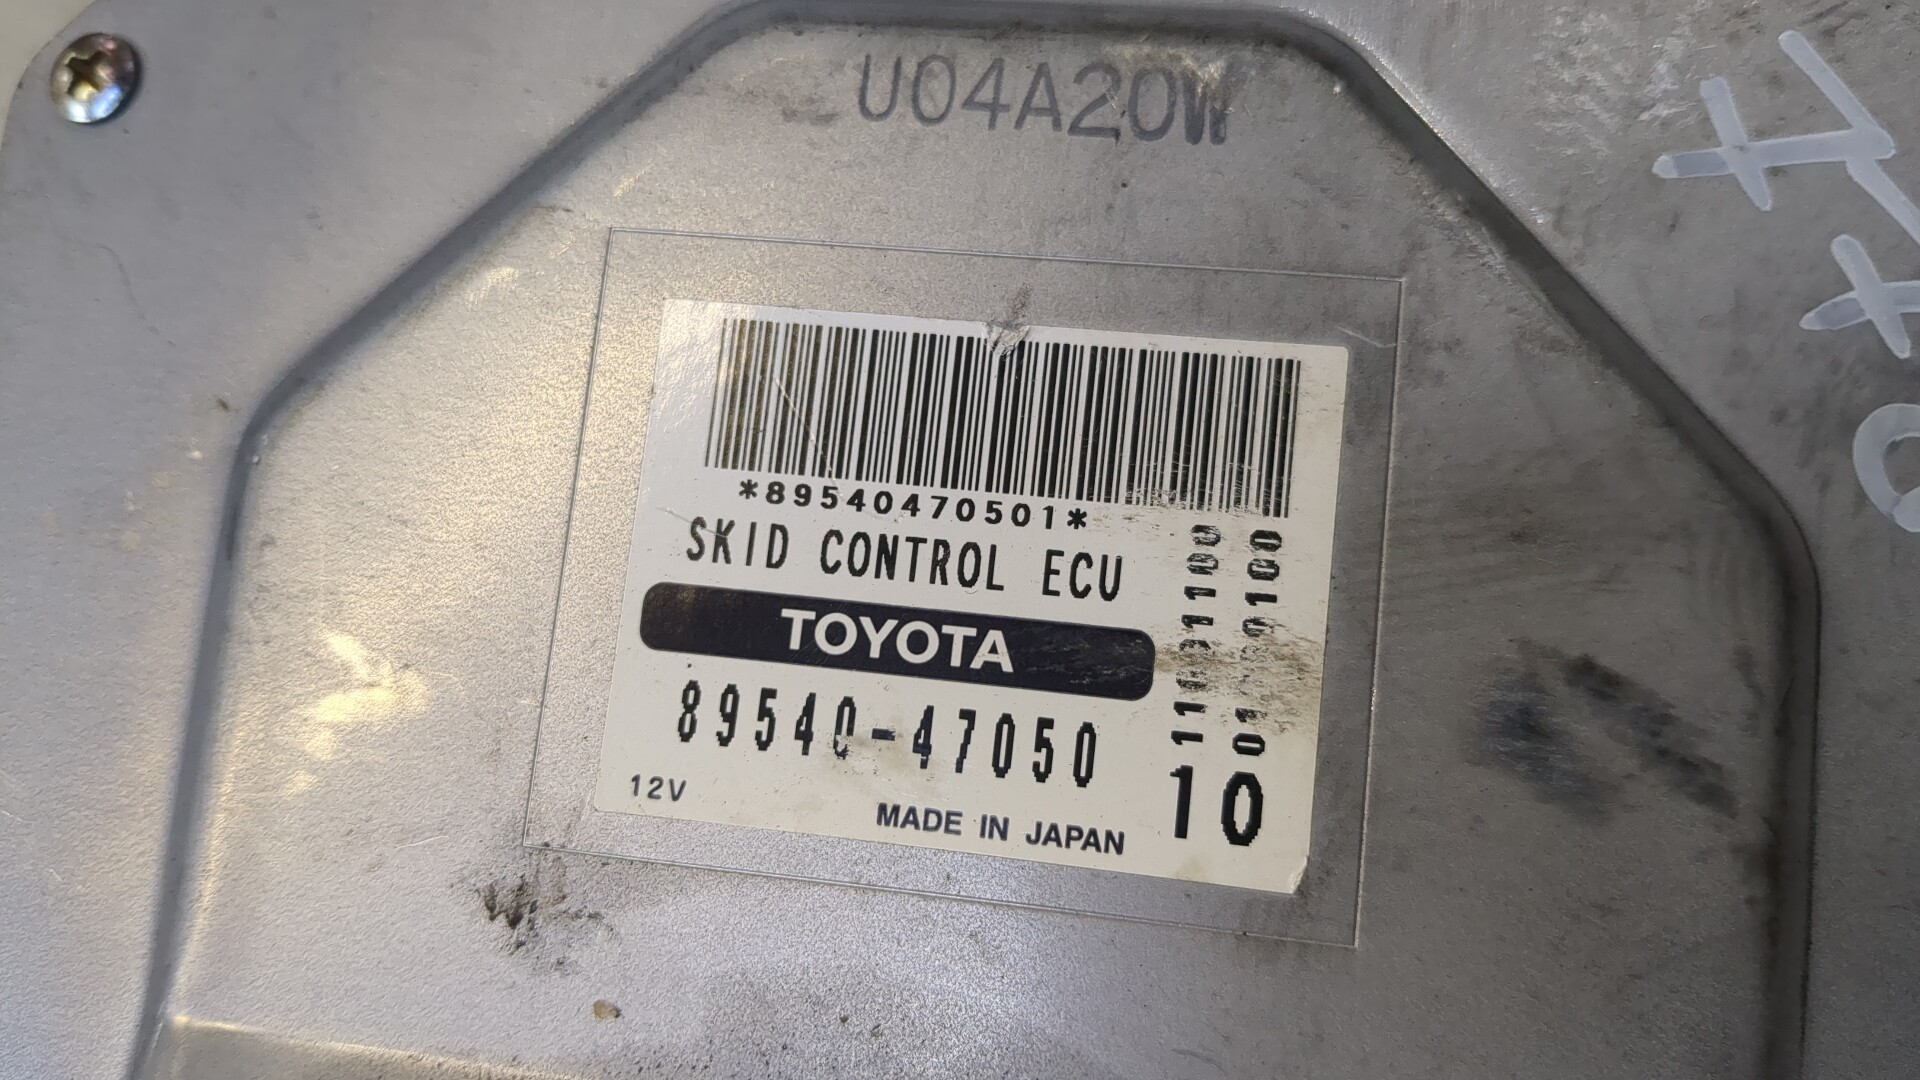 U04A20W
*89540470501*
SKID CONTROL ECU
TOYOTA
89540-47050
12V
MADE IN JAPAN
10